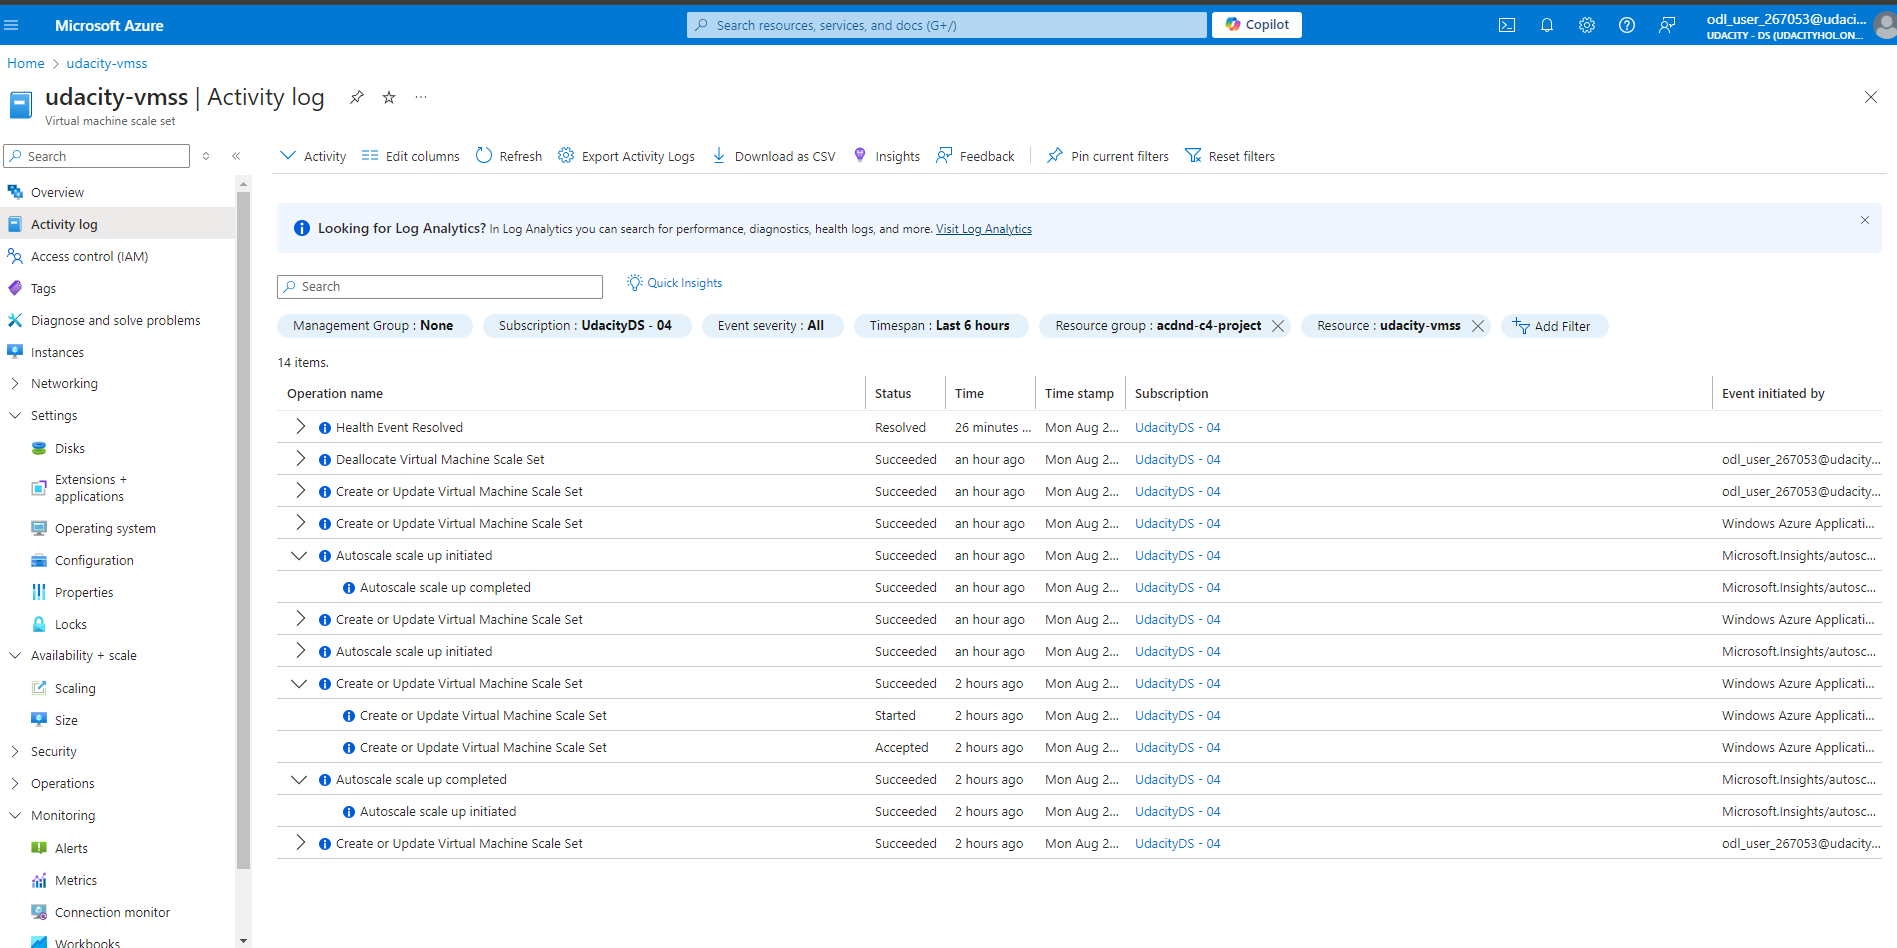 Microsoft Azure
Search resources, services, and docs (G+/)
Copilot
odl_user_267053@udaci...
UDACITY - DS (UDACITYHOL.ON...
Home > udacity-vmss
udacity-vmss | Activity log
Virtual machine scale set
Search
Activity
Edit columns
Refresh
Export Activity Logs
Download as CSV
Insights
Feedback
Pin current filters
Reset filters
Overview
Activity log
Access control (IAM)
Tags
Diagnose and solve problems
Instances
Networking
Settings
Disks
Extensions +
applications
Operating system
Configuration
Properties
Locks
Availability + scale
Scaling
Size
Security
Operations
Monitoring
Alerts
Metrics
Connection monitor
Workbooks
Looking for Log Analytics? In Log Analytics you can search for performance, diagnostics, health logs, and more. Visit Log Analytics
Search
Quick Insights
Management Group : None
Subscription : UdacityDS - 04
Event severity : All
Timespan : Last 6 hours
Resource group : acdnd-c4-project
Resource : udacity-vmss
Add Filter
14 items.
Operation name Status Time Time stamp Subscription Event initiated by
Health Event Resolved Resolved 26 minutes ... Mon Aug 2... UdacityDS - 04
Deallocate Virtual Machine Scale Set Succeeded an hour ago Mon Aug 2... UdacityDS - 04 odl_user_267053@udacity...
Create or Update Virtual Machine Scale Set Succeeded an hour ago Mon Aug 2... UdacityDS - 04 odl_user_267053@udacity...
Create or Update Virtual Machine Scale Set Succeeded an hour ago Mon Aug 2... UdacityDS - 04 Windows Azure Applicati...
Autoscale scale up initiated Succeeded an hour ago Mon Aug 2... UdacityDS - 04 Microsoft.Insights/autosc...
Autoscale scale up completed Succeeded an hour ago Mon Aug 2... UdacityDS - 04 Microsoft.Insights/autosc...
Create or Update Virtual Machine Scale Set Succeeded an hour ago Mon Aug 2... UdacityDS - 04 Windows Azure Applicati...
Autoscale scale up initiated Succeeded an hour ago Mon Aug 2... UdacityDS - 04 Microsoft.Insights/autosc...
Create or Update Virtual Machine Scale Set Succeeded 2 hours ago Mon Aug 2... UdacityDS - 04 Windows Azure Applicati...
Create or Update Virtual Machine Scale Set Started 2 hours ago Mon Aug 2... UdacityDS - 04 Windows Azure Applicati...
Create or Update Virtual Machine Scale Set Accepted 2 hours ago Mon Aug 2... UdacityDS - 04 Windows Azure Applicati...
Autoscale scale up completed Succeeded 2 hours ago Mon Aug 2... UdacityDS - 04 Microsoft.Insights/autosc...
Autoscale scale up initiated Succeeded 2 hours ago Mon Aug 2... UdacityDS - 04 Microsoft.Insights/autosc...
Create or Update Virtual Machine Scale Set Succeeded 2 hours ago Mon Aug 2... UdacityDS - 04 odl_user_267053@udacity...